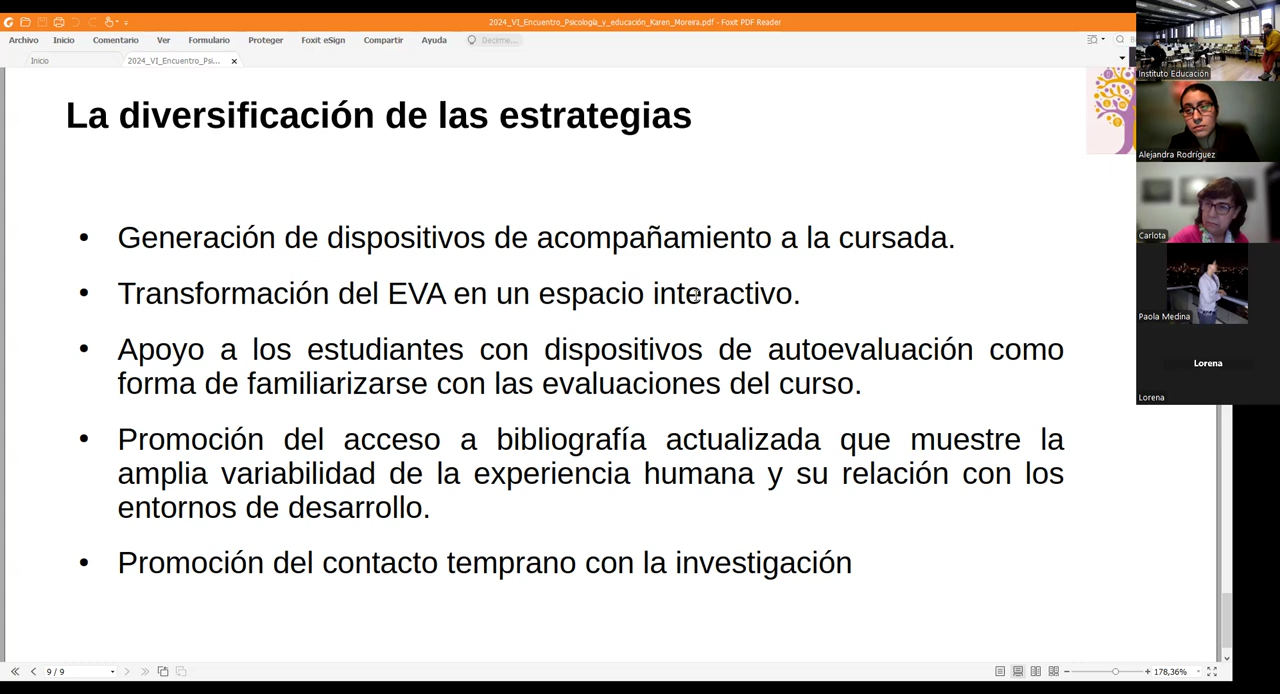 2024_VI_Encuentro_Psicología_y_educación_Karen_Moreira.pdf - Foxit PDF Reader
Archivo Inicio Comentario Ver Formulario Proteger Foxit eSign Compartir Ayuda Decirme...
Inicio 2024_VI_Encuentro_Psi...
La diversificación de las estrategias
• Generación de dispositivos de acompañamiento a la cursada.
• Transformación del EVA en un espacio interactivo.
• Apoyo a los estudiantes con dispositivos de autoevaluación como
forma de familiarizarse con las evaluaciones del curso.
• Promoción del acceso a bibliografía actualizada que muestre la
amplia variabilidad de la experiencia humana y su relación con los
entornos de desarrollo.
• Promoción del contacto temprano con la investigación
Instituto Educación
Alejandra Rodríguez
Carlota
Paola Medina
Lorena
Lorena
9 / 9
178,36%